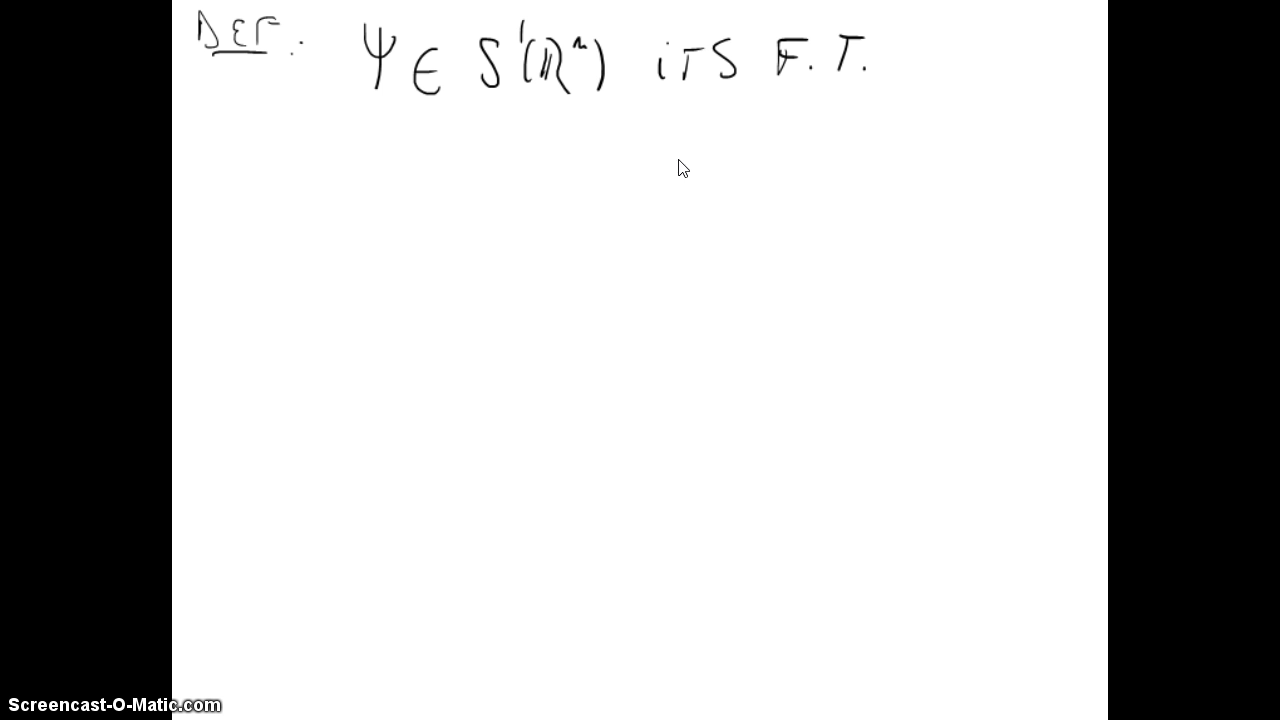 DEF: Ψ ∈ S'(ℝⁿ) iTS F.T.
Screencast-O-Matic.com